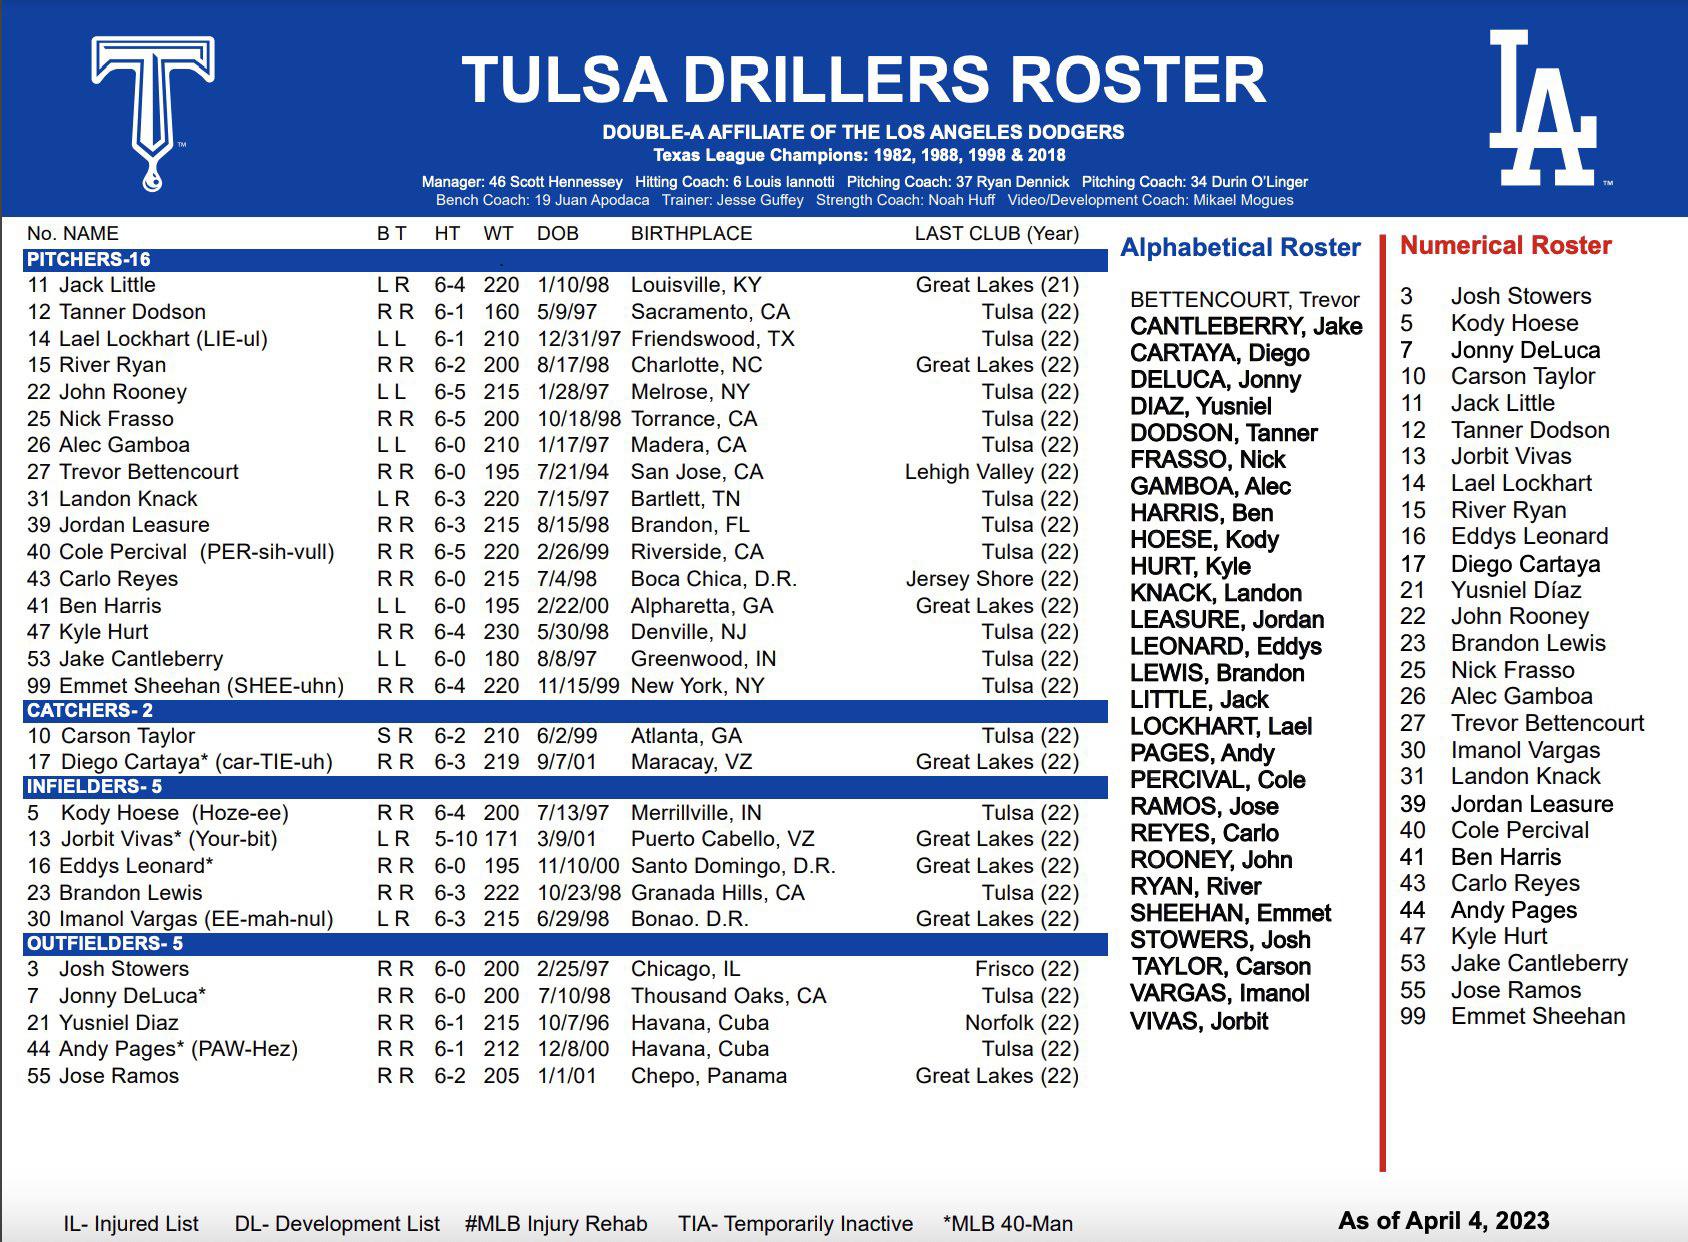 TULSA DRILLERS ROSTER
DOUBLE-A AFFILIATE OF THE LOS ANGELES DODGERS
Texas League Champions: 1982, 1988, 1998 & 2018
Manager: 46 Scott Hennessey Hitting Coach: 6 Louis Iannotti Pitching Coach: 37 Ryan Dennick Pitching Coach: 34 Durin O'Linger
Bench Coach: 19 Juan Apodaca Trainer: Jesse Guffey Strength Coach: Noah Huff Video/Development Coach: Mikael Mogues
T ™
LA ™
No. NAME B T HT WT DOB BIRTHPLACE LAST CLUB (Year)
PITCHERS-16
11 Jack Little L R 6-4 220 1/10/98 Louisville, KY Great Lakes (21)
12 Tanner Dodson R R 6-1 160 5/9/97 Sacramento, CA Tulsa (22)
14 Lael Lockhart (LIE-ul) L L 6-1 210 12/31/97 Friendswood, TX Tulsa (22)
15 River Ryan R R 6-2 200 8/17/98 Charlotte, NC Great Lakes (22)
22 John Rooney L L 6-5 215 1/28/97 Melrose, NY Tulsa (22)
25 Nick Frasso R R 6-5 200 10/18/98 Torrance, CA Tulsa (22)
26 Alec Gamboa L L 6-0 210 1/17/97 Madera, CA Tulsa (22)
27 Trevor Bettencourt R R 6-0 195 7/21/94 San Jose, CA Lehigh Valley (22)
31 Landon Knack L R 6-3 220 7/15/97 Bartlett, TN Tulsa (22)
39 Jordan Leasure R R 6-3 215 8/15/98 Brandon, FL Tulsa (22)
40 Cole Percival (PER-sih-vull) R R 6-5 220 2/26/99 Riverside, CA Tulsa (22)
43 Carlo Reyes R R 6-0 215 7/4/98 Boca Chica, D.R. Jersey Shore (22)
41 Ben Harris L L 6-0 195 2/22/00 Alpharetta, GA Great Lakes (22)
47 Kyle Hurt R R 6-4 230 5/30/98 Denville, NJ Tulsa (22)
53 Jake Cantleberry L L 6-0 180 8/8/97 Greenwood, IN Tulsa (22)
99 Emmet Sheehan (SHEE-uhn) R R 6-4 220 11/15/99 New York, NY Tulsa (22)
CATCHERS- 2
10 Carson Taylor S R 6-2 210 6/2/99 Atlanta, GA Tulsa (22)
17 Diego Cartaya* (car-TIE-uh) R R 6-3 219 9/7/01 Maracay, VZ Great Lakes (22)
INFIELDERS- 5
5 Kody Hoese (Hoze-ee) R R 6-4 200 7/13/97 Merrillville, IN Tulsa (22)
13 Jorbit Vivas* (Your-bit) L R 5-10 171 3/9/01 Puerto Cabello, VZ Great Lakes (22)
16 Eddys Leonard* R R 6-0 195 11/10/00 Santo Domingo, D.R. Great Lakes (22)
23 Brandon Lewis R R 6-3 222 10/23/98 Granada Hills, CA Tulsa (22)
30 Imanol Vargas (EE-mah-nul) L R 6-3 215 6/29/98 Bonao. D.R. Great Lakes (22)
OUTFIELDERS- 5
3 Josh Stowers R R 6-0 200 2/25/97 Chicago, IL Frisco (22)
7 Jonny DeLuca* R R 6-0 200 7/10/98 Thousand Oaks, CA Tulsa (22)
21 Yusniel Diaz R R 6-1 215 10/7/96 Havana, Cuba Norfolk (22)
44 Andy Pages* (PAW-Hez) R R 6-1 212 12/8/00 Havana, Cuba Tulsa (22)
55 Jose Ramos R R 6-2 205 1/1/01 Chepo, Panama Great Lakes (22)
Alphabetical Roster
BETTENCOURT, Trevor
CANTLEBERRY, Jake
CARTAYA, Diego
DELUCA, Jonny
DIAZ, Yusniel
DODSON, Tanner
FRASSO, Nick
GAMBOA, Alec
HARRIS, Ben
HOESE, Kody
HURT, Kyle
KNACK, Landon
LEASURE, Jordan
LEONARD, Eddys
LEWIS, Brandon
LITTLE, Jack
LOCKHART, Lael
PAGES, Andy
PERCIVAL, Cole
RAMOS, Jose
REYES, Carlo
ROONEY, John
RYAN, River
SHEEHAN, Emmet
STOWERS, Josh
TAYLOR, Carson
VARGAS, Imanol
VIVAS, Jorbit
Numerical Roster
3 Josh Stowers
5 Kody Hoese
7 Jonny DeLuca
10 Carson Taylor
11 Jack Little
12 Tanner Dodson
13 Jorbit Vivas
14 Lael Lockhart
15 River Ryan
16 Eddys Leonard
17 Diego Cartaya
21 Yusniel Díaz
22 John Rooney
23 Brandon Lewis
25 Nick Frasso
26 Alec Gamboa
27 Trevor Bettencourt
30 Imanol Vargas
31 Landon Knack
39 Jordan Leasure
40 Cole Percival
41 Ben Harris
43 Carlo Reyes
44 Andy Pages
47 Kyle Hurt
53 Jake Cantleberry
55 Jose Ramos
99 Emmet Sheehan
IL- Injured List DL- Development List #MLB Injury Rehab TIA- Temporarily Inactive *MLB 40-Man
As of April 4, 2023